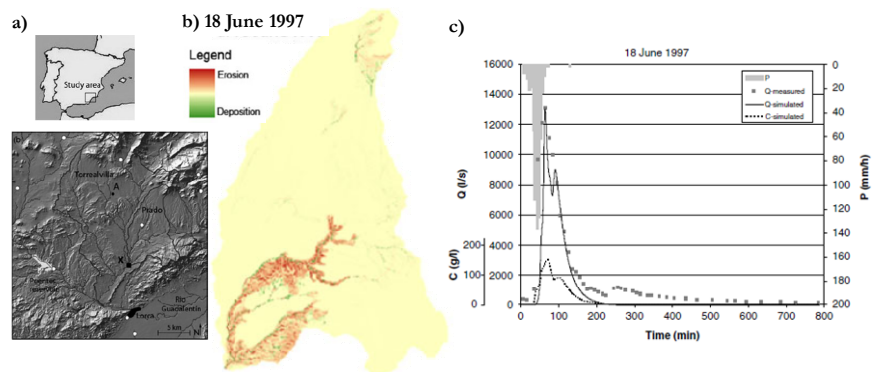 a)
Study area
(b)
Torrealvilla
A
Prado
X
Puentes
reservoir
Rio
Guadalentín
Lorca
5 km
N
b) 18 June 1997
Legend
Erosion
Deposition
c)
18 June 1997
P
Q-measured
Q-simulated
C-simulated
Q (l/s)
16000
14000
12000
10000
8000
6000
4000
2000
0
C (g/l)
200
100
0
P (mm/h)
0
20
40
60
80
100
120
140
160
180
200
0 100 200 300 400 500 600 700 800
Time (min)